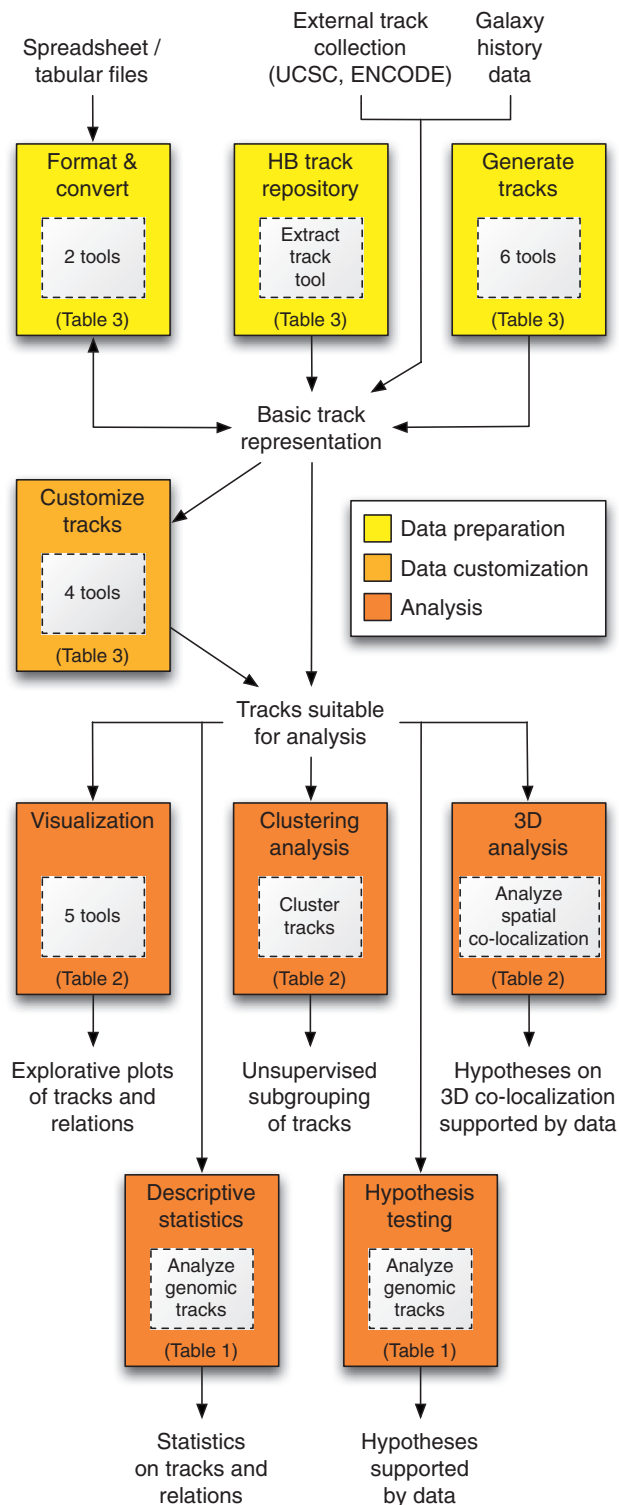 Spreadsheet /
tabular files
External track
collection
(UCSC, ENCODE)
Galaxy
history
data
Format &
convert
2 tools
(Table 3)
HB track
repository
Extract
track
tool
(Table 3)
Generate
tracks
6 tools
(Table 3)
Basic track
representation
Customize
tracks
4 tools
(Table 3)
Data preparation
Data customization
Analysis
Tracks suitable
for analysis
Visualization
5 tools
(Table 2)
Clustering
analysis
Cluster
tracks
(Table 2)
3D
analysis
Analyze
spatial
co-localization
(Table 2)
Explorative plots
of tracks and
relations
Unsupervised
subgrouping
of tracks
Hypotheses on
3D co-localization
supported by data
Descriptive
statistics
Analyze
genomic
tracks
(Table 1)
Hypothesis
testing
Analyze
genomic
tracks
(Table 1)
Statistics
on tracks and
relations
Hypotheses
supported
by data